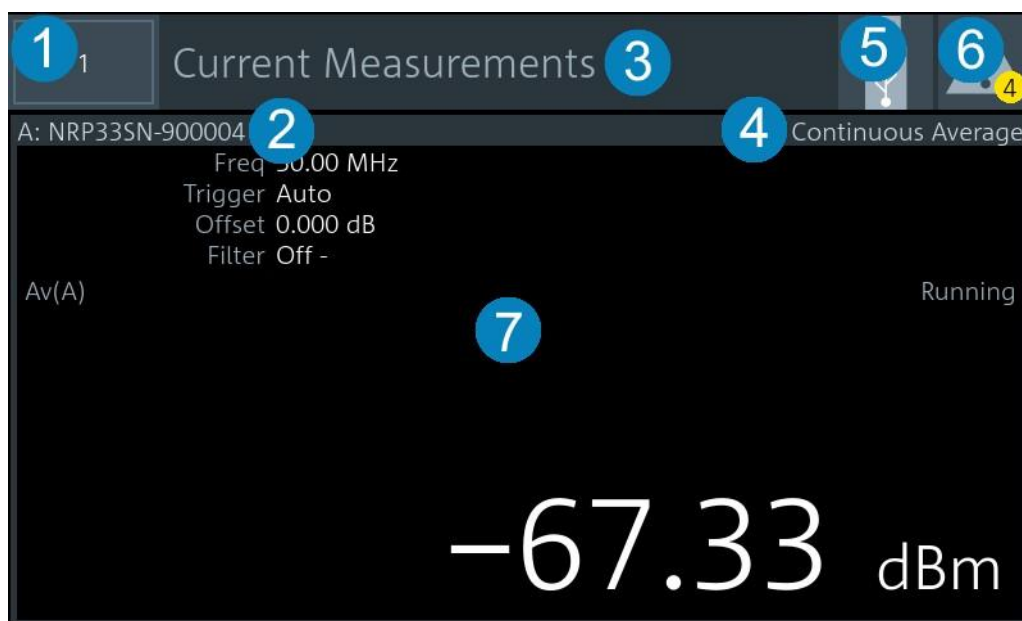 1 1 Current Measurements 3 5 6 4
A: NRP33SN-900004 2 4 Continuous Average
Freq 50.00 MHz
Trigger Auto
Offset 0.000 dB
Filter Off -
Av(A) Running
7
-67.33 dBm